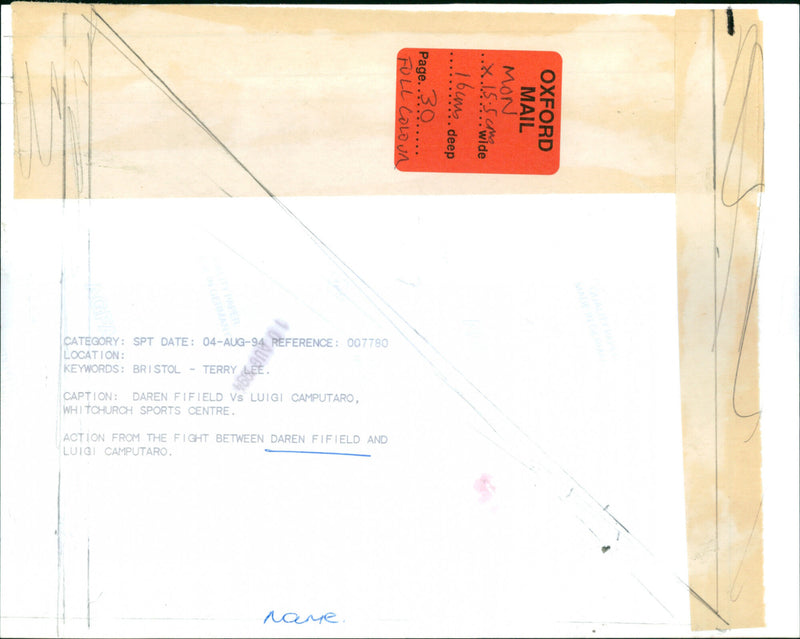 OXFORD
MAIL
MON
X 15.5cms wide
16cms deep
Page 30
FULL COLOUR
CATEGORY: SPT DATE: 04-AUG-94 REFERENCE: 007780
LOCATION:
KEYWORDS: BRISTOL - TERRY LEE.
CAPTION: DAREN FIFIELD Vs LUIGI CAMPUTARO,
WHITCHURCH SPORTS CENTRE.
ACTION FROM THE FIGHT BETWEEN DAREN FIFIELD AND
LUIGI CAMPUTARO.
Name.